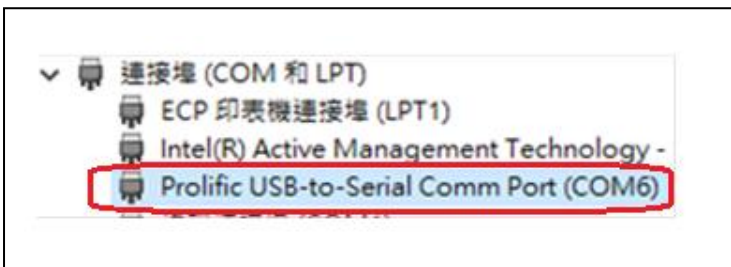 連接埠 (COM 和 LPT)
ECP 印表機連接埠 (LPT1)
Intel(R) Active Management Technology -
Prolific USB-to-Serial Comm Port (COM6)